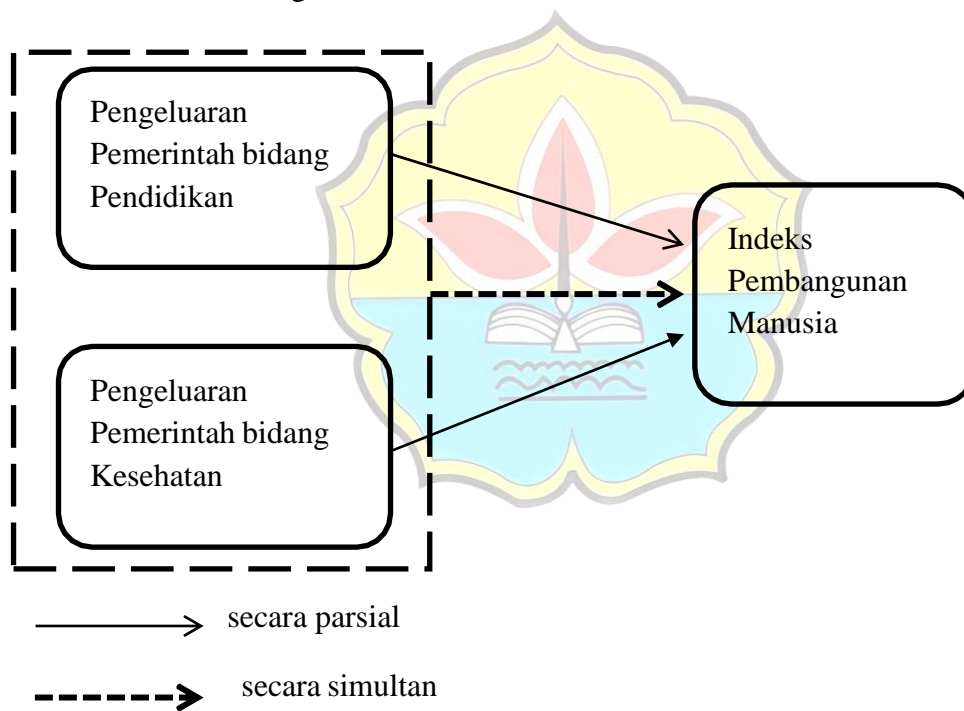 Pengeluaran
Pemerintah bidang
Pendidikan
Indeks
Pembangunan
Manusia
Pengeluaran
Pemerintah bidang
Kesehatan
secara parsial
secara simultan